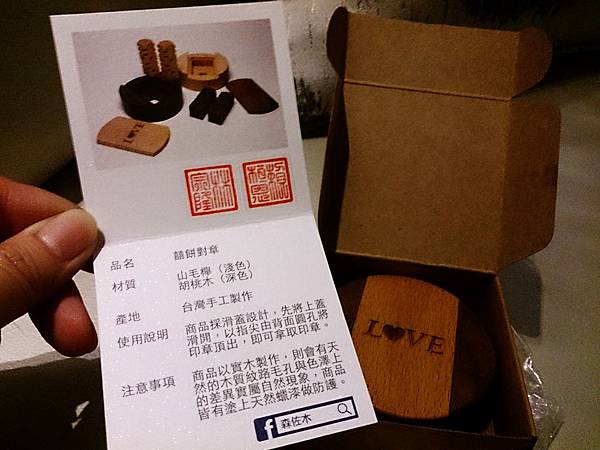 LOVE
林宗隆
品名 囍餅對章
材質 山毛櫸（淺色）
胡桃木（深色）
產地 台灣手工製作
使用說明 商品採滑蓋設計，先將上蓋
滑開，以指尖由背面圓孔將
印章頂出，即可拿取印章。
注意事項 商品以實木製作，則會有天
然的木質紋路毛孔與色澤上
的差異實屬自然現象，商品
皆有塗上天然蠟漆做防護。
f 森佐木
LOVE